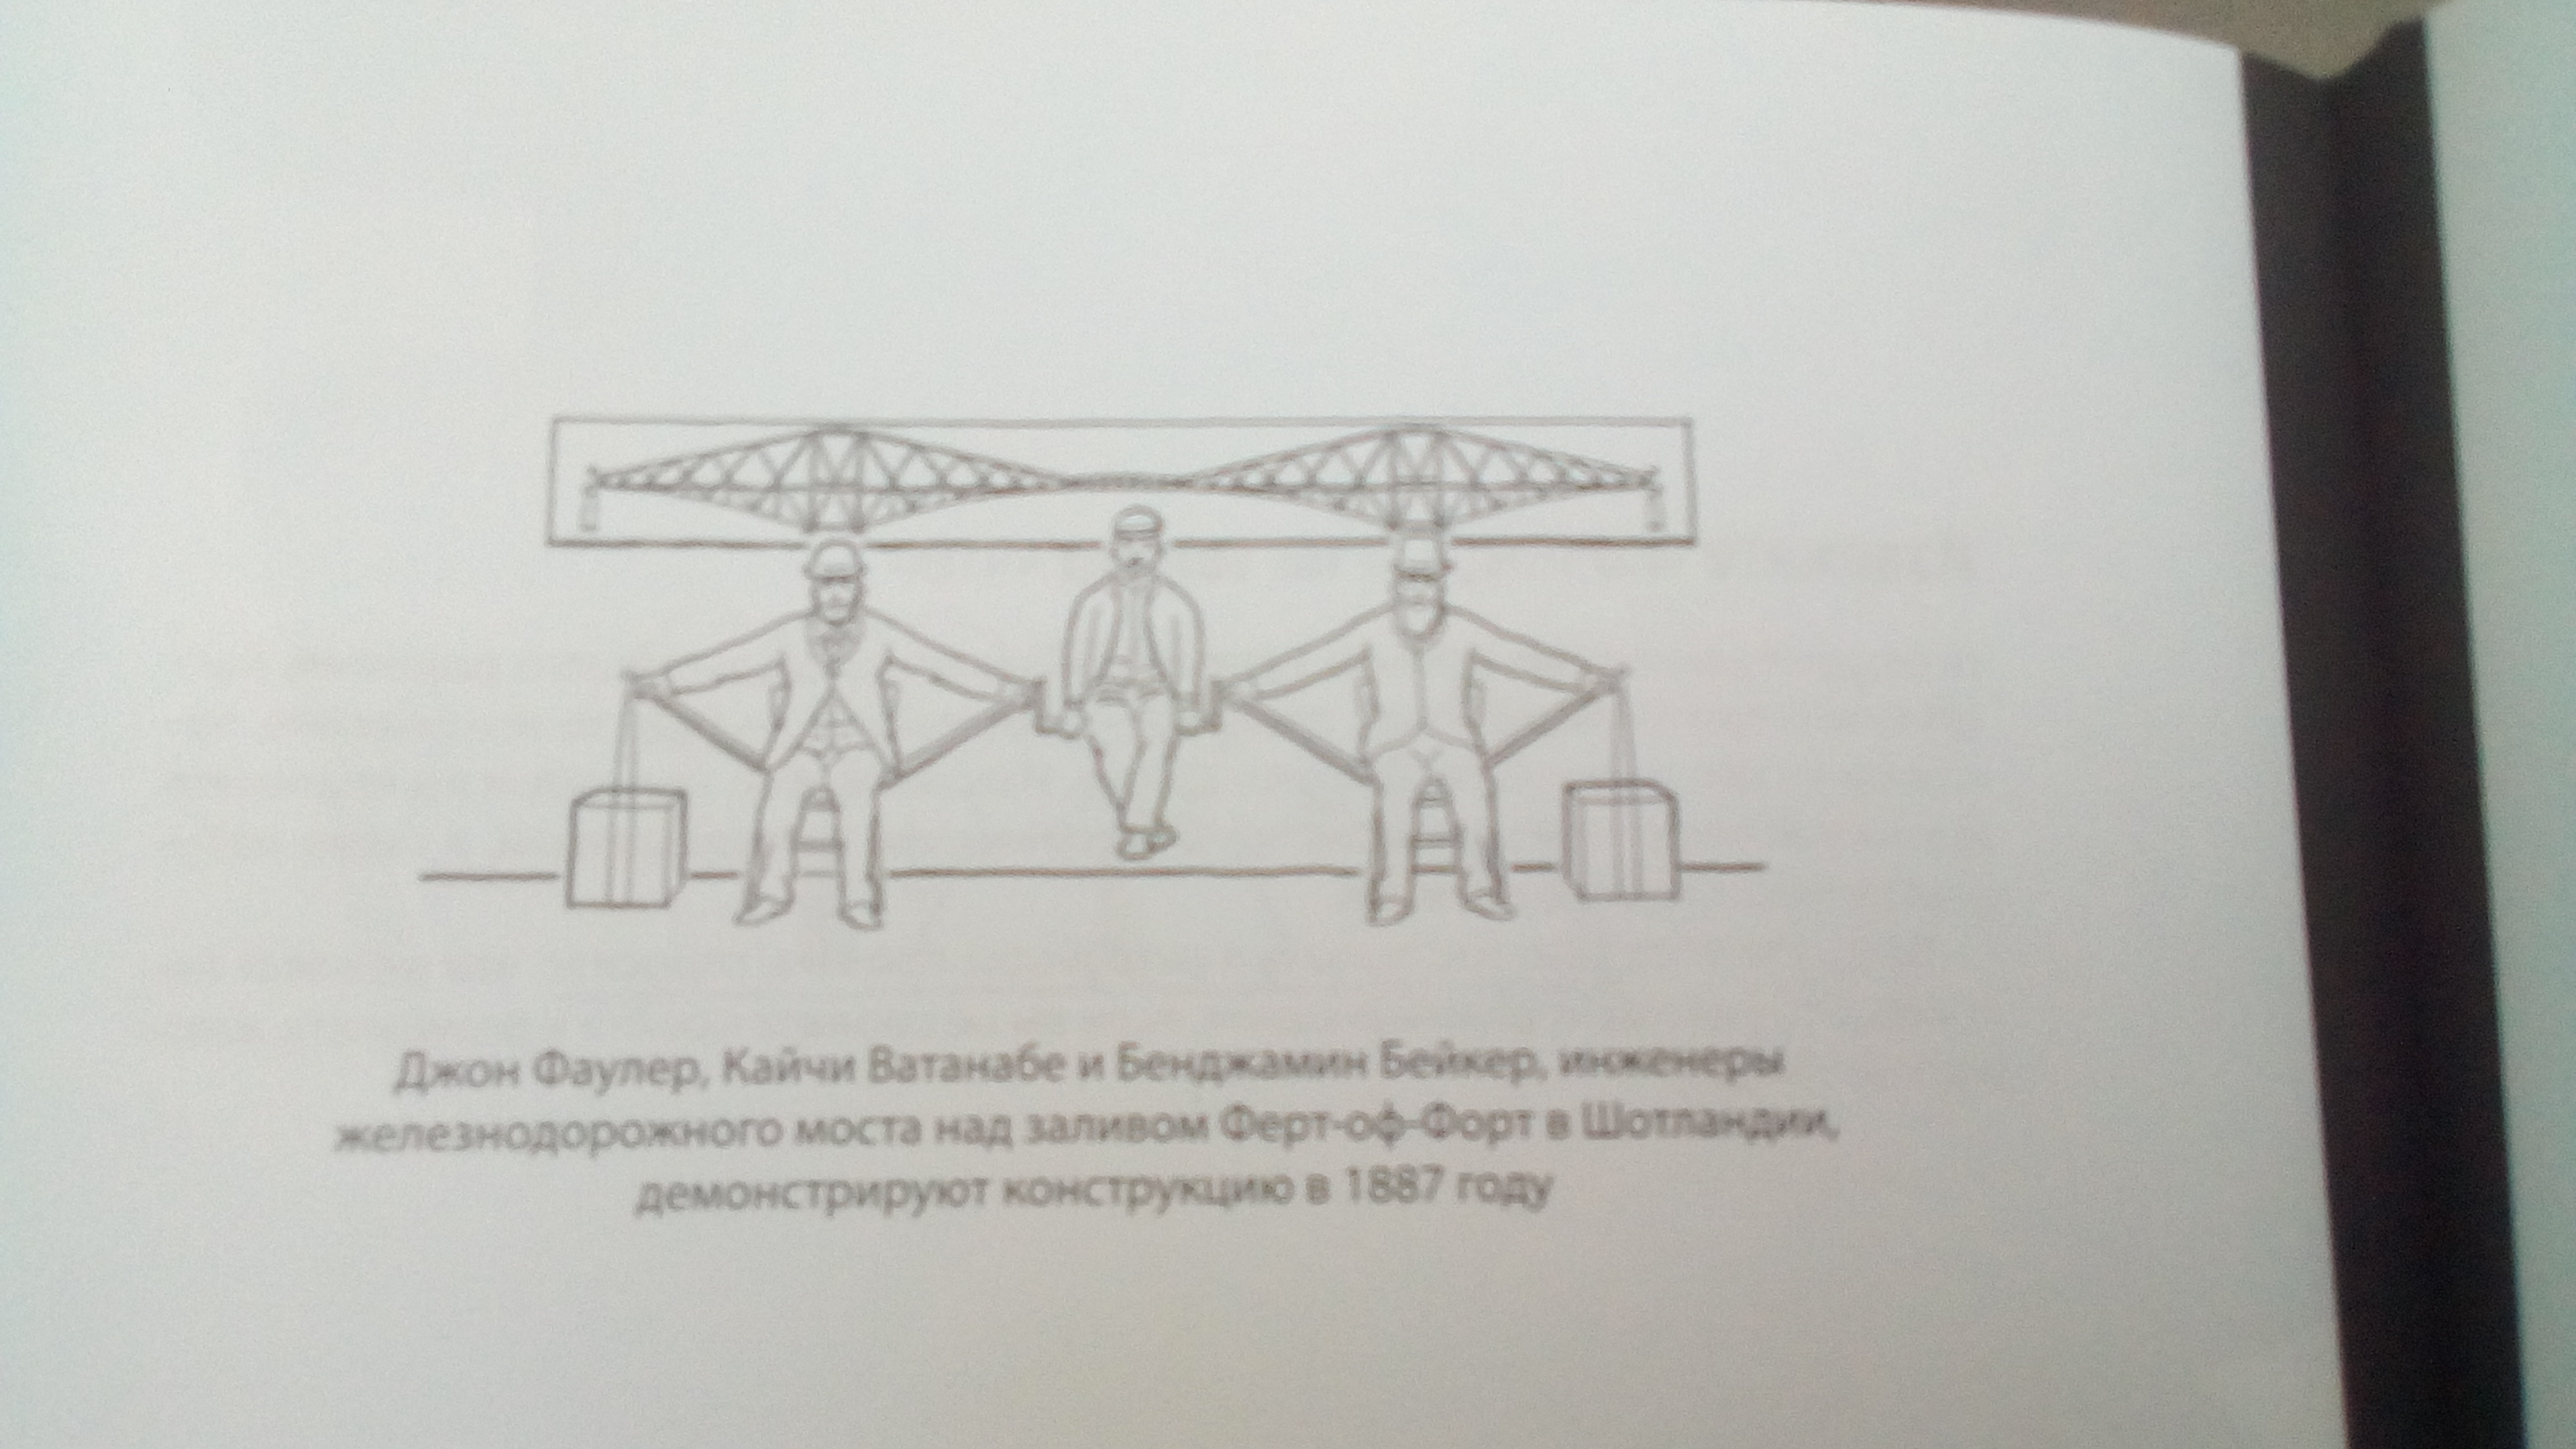 Джон Фаулер, Кайчи Ватанабе и Бенджамин Бейкер, инженеры
железнодорожного моста над заливом Ферт-оф-Форт в Шотландии,
демонстрируют конструкцию в 1887 году